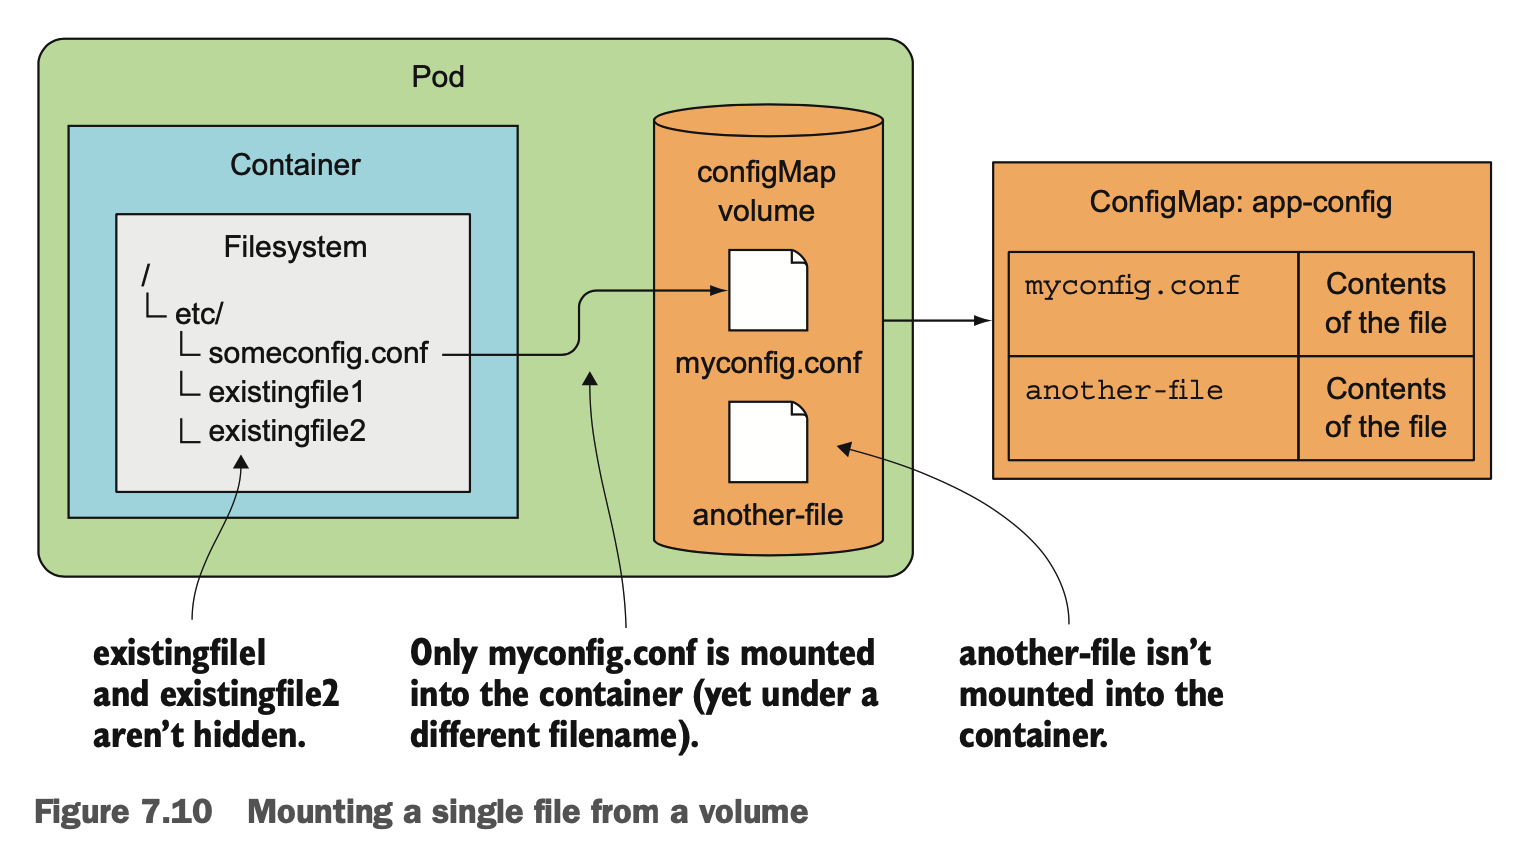 Pod
Container
Filesystem
/
etc/
someconfig.conf
existingfile1
existingfile2
configMap
volume
myconfig.conf
another-file
ConfigMap: app-config
myconfig.conf
Contents
of the file
another-file
Contents
of the file
existingfile1
and existingfile2
aren't hidden.
Only myconfig.conf is mounted
into the container (yet under a
different filename).
another-file isn't
mounted into the
container.
Figure 7.10 Mounting a single file from a volume